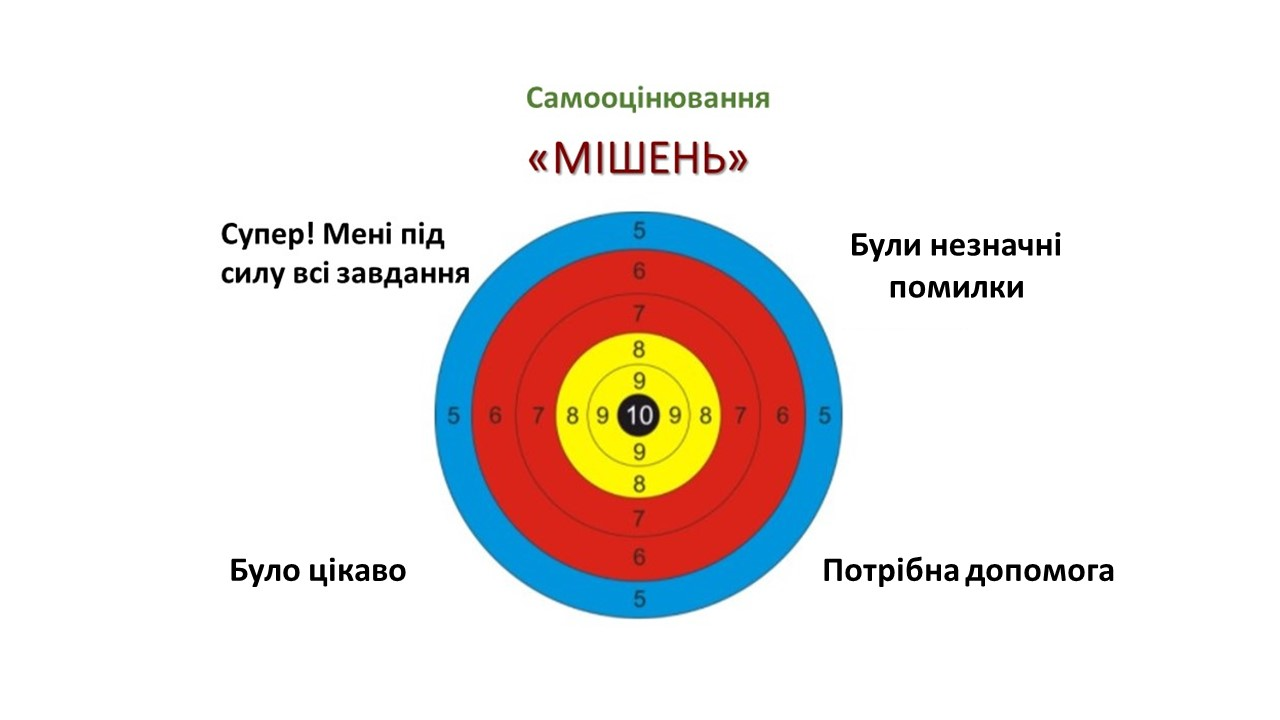 Самооцінювання
«МІШЕНЬ»
Супер! Мені під
силу всі завдання
Були незначні
помилки
5
6
7
8
9
5 6 7 8 9 10 9 8 7 6 5
9
8
7
6
5
Було цікаво
Потрібна допомога